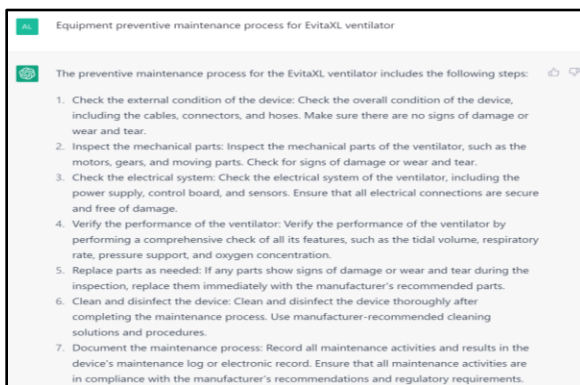 AL
Equipment preventive maintenance process for EvitaXL ventilator
The preventive maintenance process for the EvitaXL ventilator includes the following steps:
1. Check the external condition of the device: Check the overall condition of the device,
including the cables, connectors, and hoses. Make sure there are no signs of damage or
wear and tear.
2. Inspect the mechanical parts: Inspect the mechanical parts of the ventilator, such as the
motors, gears, and moving parts. Check for signs of damage or wear and tear.
3. Check the electrical system: Check the electrical system of the ventilator, including the
power supply, control board, and sensors. Ensure that all electrical connections are secure
and free of damage.
4. Verify the performance of the ventilator: Verify the performance of the ventilator by
performing a comprehensive check of all its features, such as the tidal volume, respiratory
rate, pressure support, and oxygen concentration.
5. Replace parts as needed: If any parts show signs of damage or wear and tear during the
inspection, replace them immediately with the manufacturer's recommended parts.
6. Clean and disinfect the device: Clean and disinfect the device thoroughly after
completing the maintenance process. Use manufacturer-recommended cleaning
solutions and procedures.
7. Document the maintenance process: Record all maintenance activities and results in the
device's maintenance log or electronic record. Ensure that all maintenance activities are
in compliance with the manufacturer's recommendations and regulatory requirements.